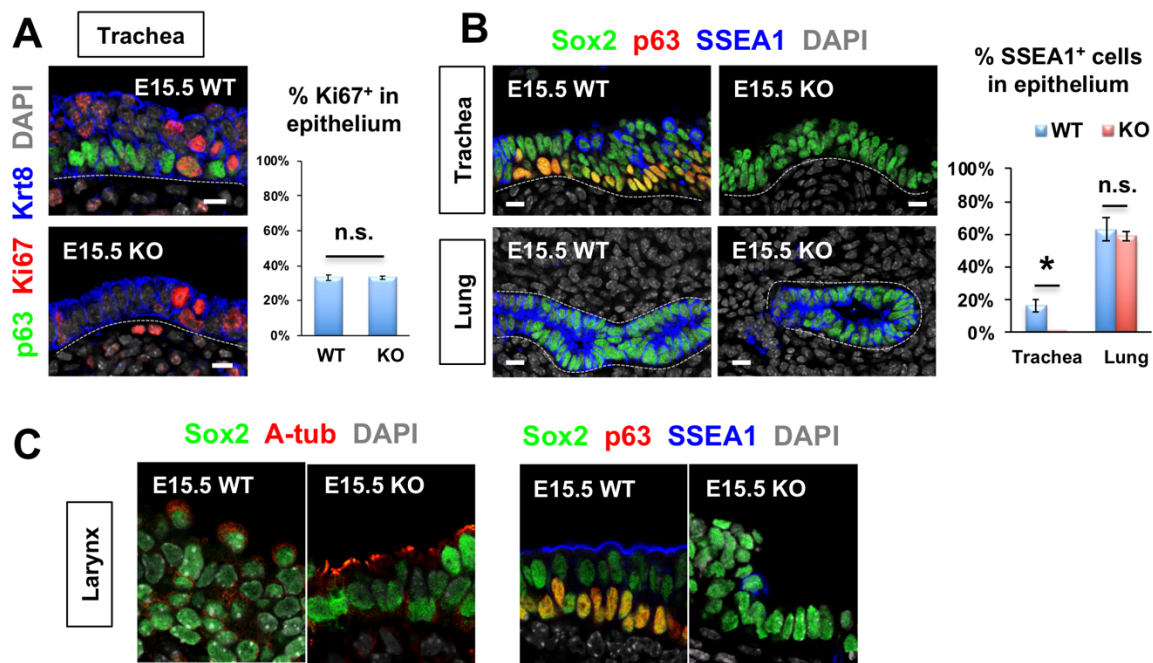 A
Trachea
p63 Ki67 Krt8 DAPI
E15.5 WT
E15.5 KO
% Ki67⁺ in
epithelium
100%
80%
60%
40%
20%
0%
n.s.
WT
KO
B
Sox2 p63 SSEA1 DAPI
Trachea
E15.5 WT
E15.5 KO
Lung
E15.5 WT
E15.5 KO
% SSEA1⁺ cells
in epithelium
WT
KO
100%
80%
60%
40%
20%
0%
*
n.s.
Trachea
Lung
C
Larynx
Sox2 A-tub DAPI
E15.5 WT
E15.5 KO
Sox2 p63 SSEA1 DAPI
E15.5 WT
E15.5 KO